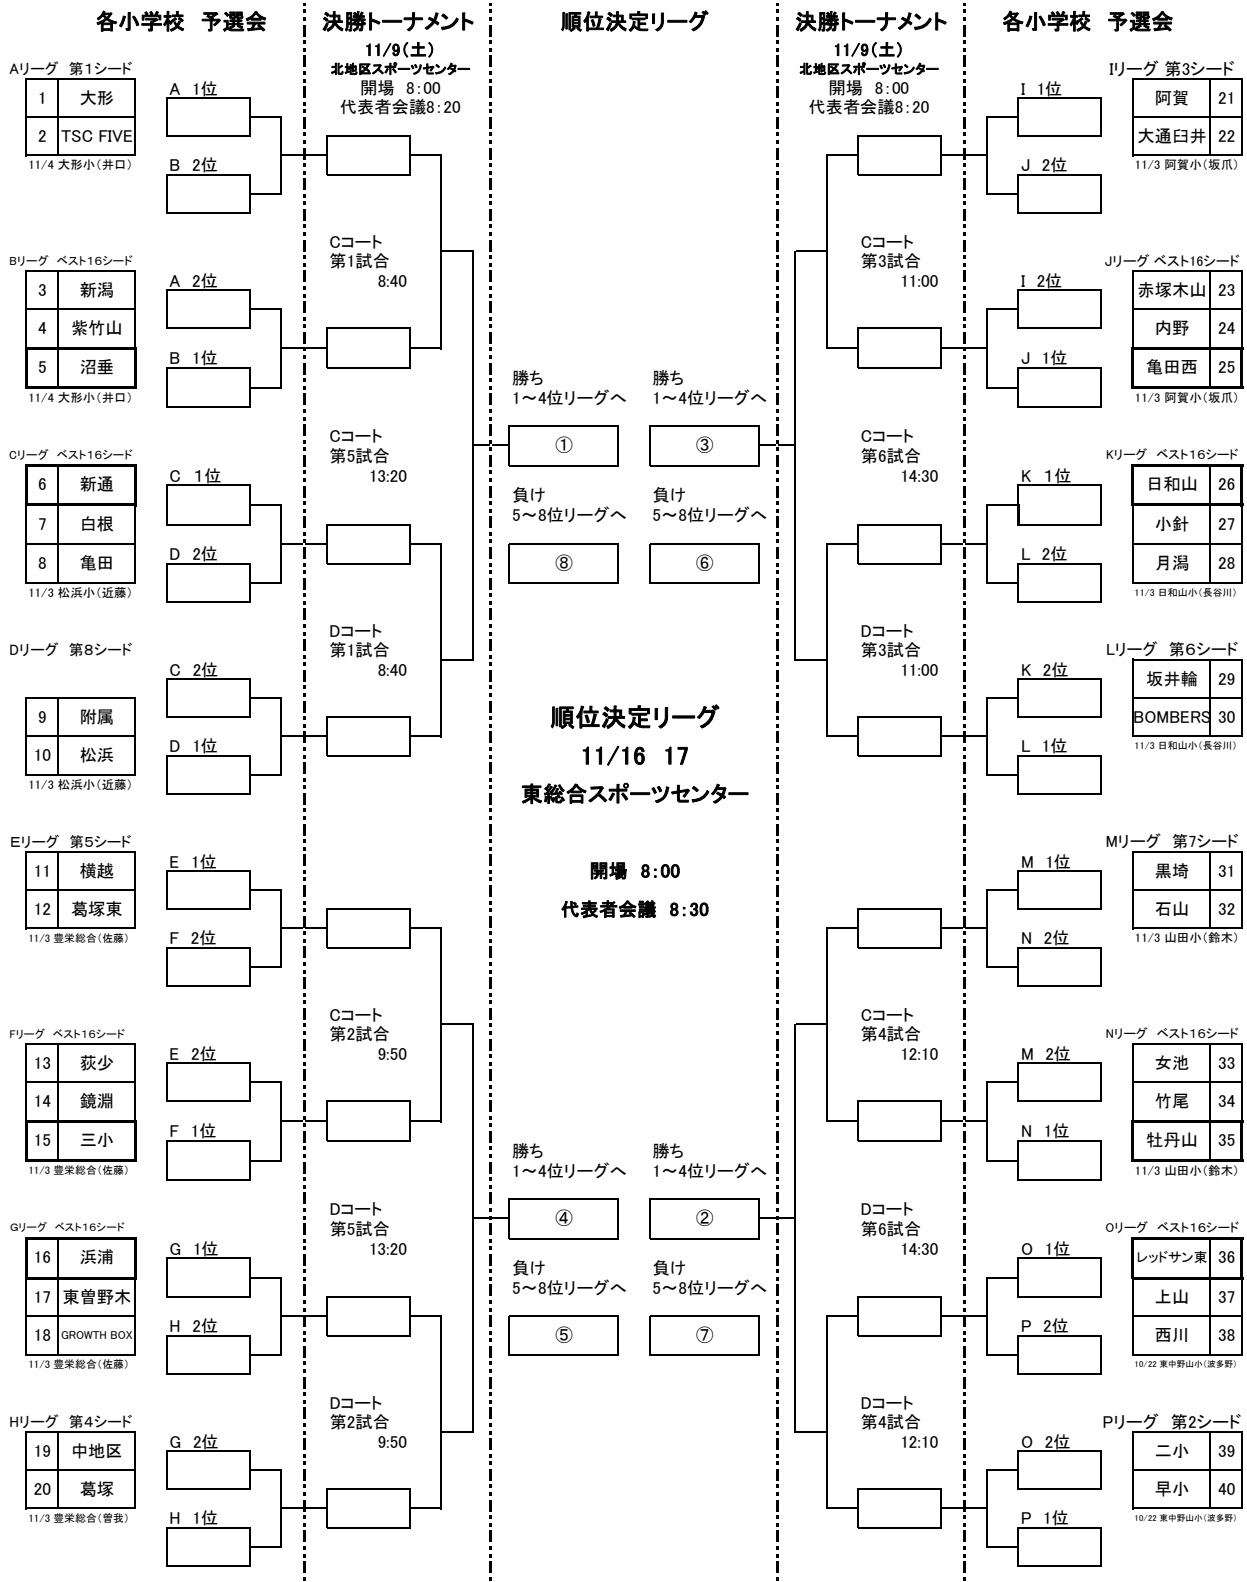 各小学校 予選会
決勝トーナメント
順位決定リーグ
決勝トーナメント
各小学校 予選会
11/9(土)
北地区スポーツセンター
開場 8:00
代表者会議8:20
11/9(土)
北地区スポーツセンター
開場 8:00
代表者会議8:20
Aリーグ 第1シード
1 大形
2 TSC FIVE
11/4 大形小(井口)
A 1位
B 2位
Bリーグ ベスト16シード
3 新潟
4 紫竹山
5 沼垂
11/4 大形小(井口)
A 2位
B 1位
Cリーグ ベスト16シード
6 新通
7 白根
8 亀田
11/3 松浜小(近藤)
C 1位
D 2位
Dリーグ 第8シード
9 附属
10 松浜
11/3 松浜小(近藤)
C 2位
D 1位
Eリーグ 第5シード
11 横越
12 葛塚東
11/3 豊栄総合(佐藤)
E 1位
F 2位
Fリーグ ベスト16シード
13 荻少
14 鏡淵
15 三小
11/3 豊栄総合(佐藤)
E 2位
F 1位
Gリーグ ベスト16シード
16 浜浦
17 東曽野木
18 GROWTH BOX
11/3 豊栄総合(佐藤)
G 1位
H 2位
Hリーグ 第4シード
19 中地区
20 葛塚
11/3 豊栄総合(曽我)
G 2位
H 1位
Cコート
第1試合
8:40
Cコート
第5試合
13:20
Dコート
第1試合
8:40
Cコート
第2試合
9:50
Dコート
第5試合
13:20
Dコート
第2試合
9:50
勝ち
1~4位リーグへ
①
負け
5~8位リーグへ
⑧
勝ち
1~4位リーグへ
③
負け
5~8位リーグへ
⑥
順位決定リーグ
11/16 17
東総合スポーツセンター
開場 8:00
代表者会議 8:30
勝ち
1~4位リーグへ
④
負け
5~8位リーグへ
⑤
勝ち
1~4位リーグへ
②
負け
5~8位リーグへ
⑦
Cコート
第3試合
11:00
Cコート
第6試合
14:30
Dコート
第3試合
11:00
Cコート
第4試合
12:10
Dコート
第6試合
14:30
Dコート
第4試合
12:10
Iリーグ 第3シード
阿賀 21
大通臼井 22
11/3 阿賀小(坂爪)
I 1位
J 2位
Jリーグ ベスト16シード
赤塚木山 23
内野 24
亀田西 25
11/3 阿賀小(坂爪)
I 2位
J 1位
Kリーグ ベスト16シード
日和山 26
小針 27
月潟 28
11/3 日和山小(長谷川)
K 1位
L 2位
Lリーグ 第6シード
坂井輪 29
BOMBERS 30
11/3 日和山小(長谷川)
K 2位
L 1位
Mリーグ 第7シード
黒埼 31
石山 32
11/3 山田小(鈴木)
M 1位
N 2位
Nリーグ ベスト16シード
女池 33
竹尾 34
牡丹山 35
11/3 山田小(鈴木)
M 2位
N 1位
Oリーグ ベスト16シード
レッドサン東 36
上山 37
西川 38
10/22 東中野山小(波多野)
O 1位
P 2位
Pリーグ 第2シード
二小 39
早小 40
10/22 東中野山小(波多野)
O 2位
P 1位